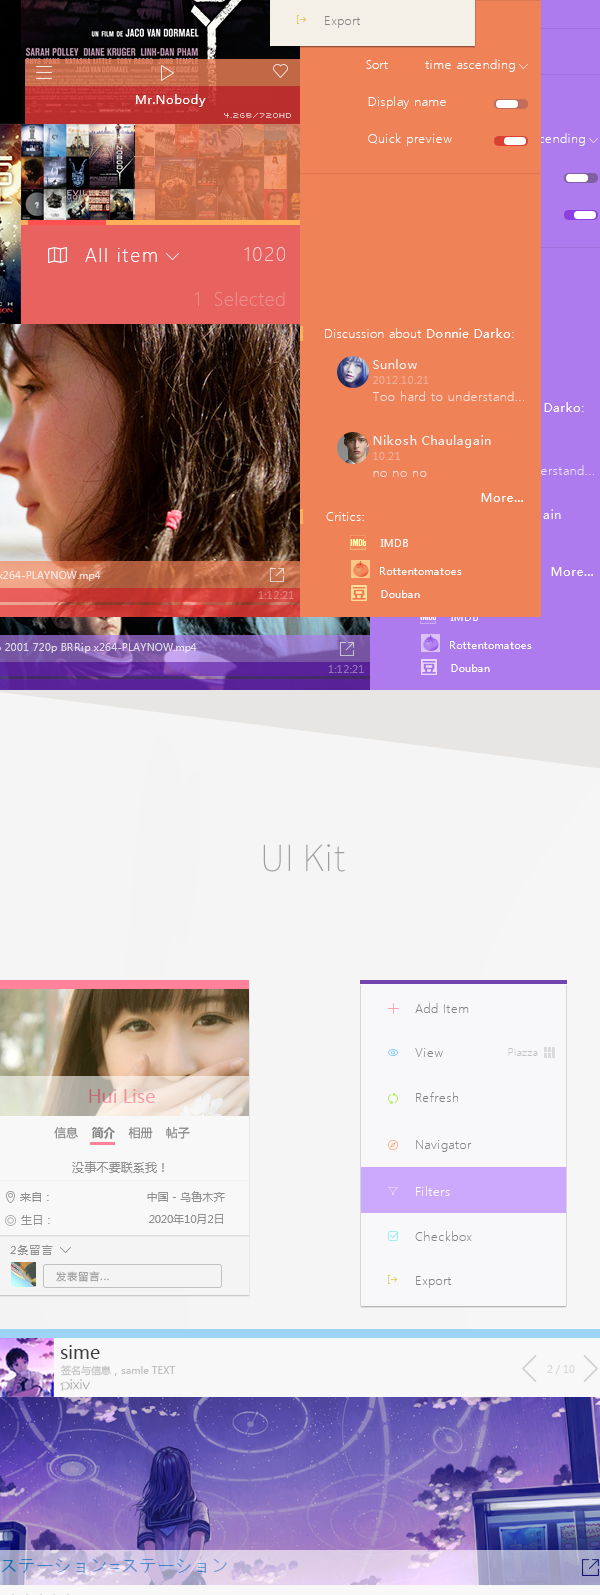 Export
UN FILM DE JACO VAN DORMAEL
SARAH POLLEY, DIANE KRUGER, LINH-DAN PHAM
Mr.Nobody
4.2GB/720HD
Sort
time ascending
Display name
Quick preview
cending
All item
1020
1 Selected
Discussion about Donnie Darko:
Sunlow
2012.10.21
Too hard to understand...
Darko:
Nikosh Chaulagain
10.21
no no no
erstand...
More...
ain
Critics:
IMDb
IMDB
Rottentomatoes
Douban
More...
x264-PLAYNOW.mp4
1:12:21
IMDB
2001 720p BRRip x264-PLAYNOW.mp4
Rottentomatoes
1:12:21
Douban
UI Kit
Hui Lise
信息 简介 相册 帖子
没事不要联系我！
来自：
中国 - 乌鲁木齐
生日：
2020年10月2日
2条留言
发表留言...
Add Item
View
Piazza
Refresh
Navigator
Filters
Checkbox
Export
sime
签名与信息，samle TEXT
pixiv
2 / 10
ステーション=ステーション